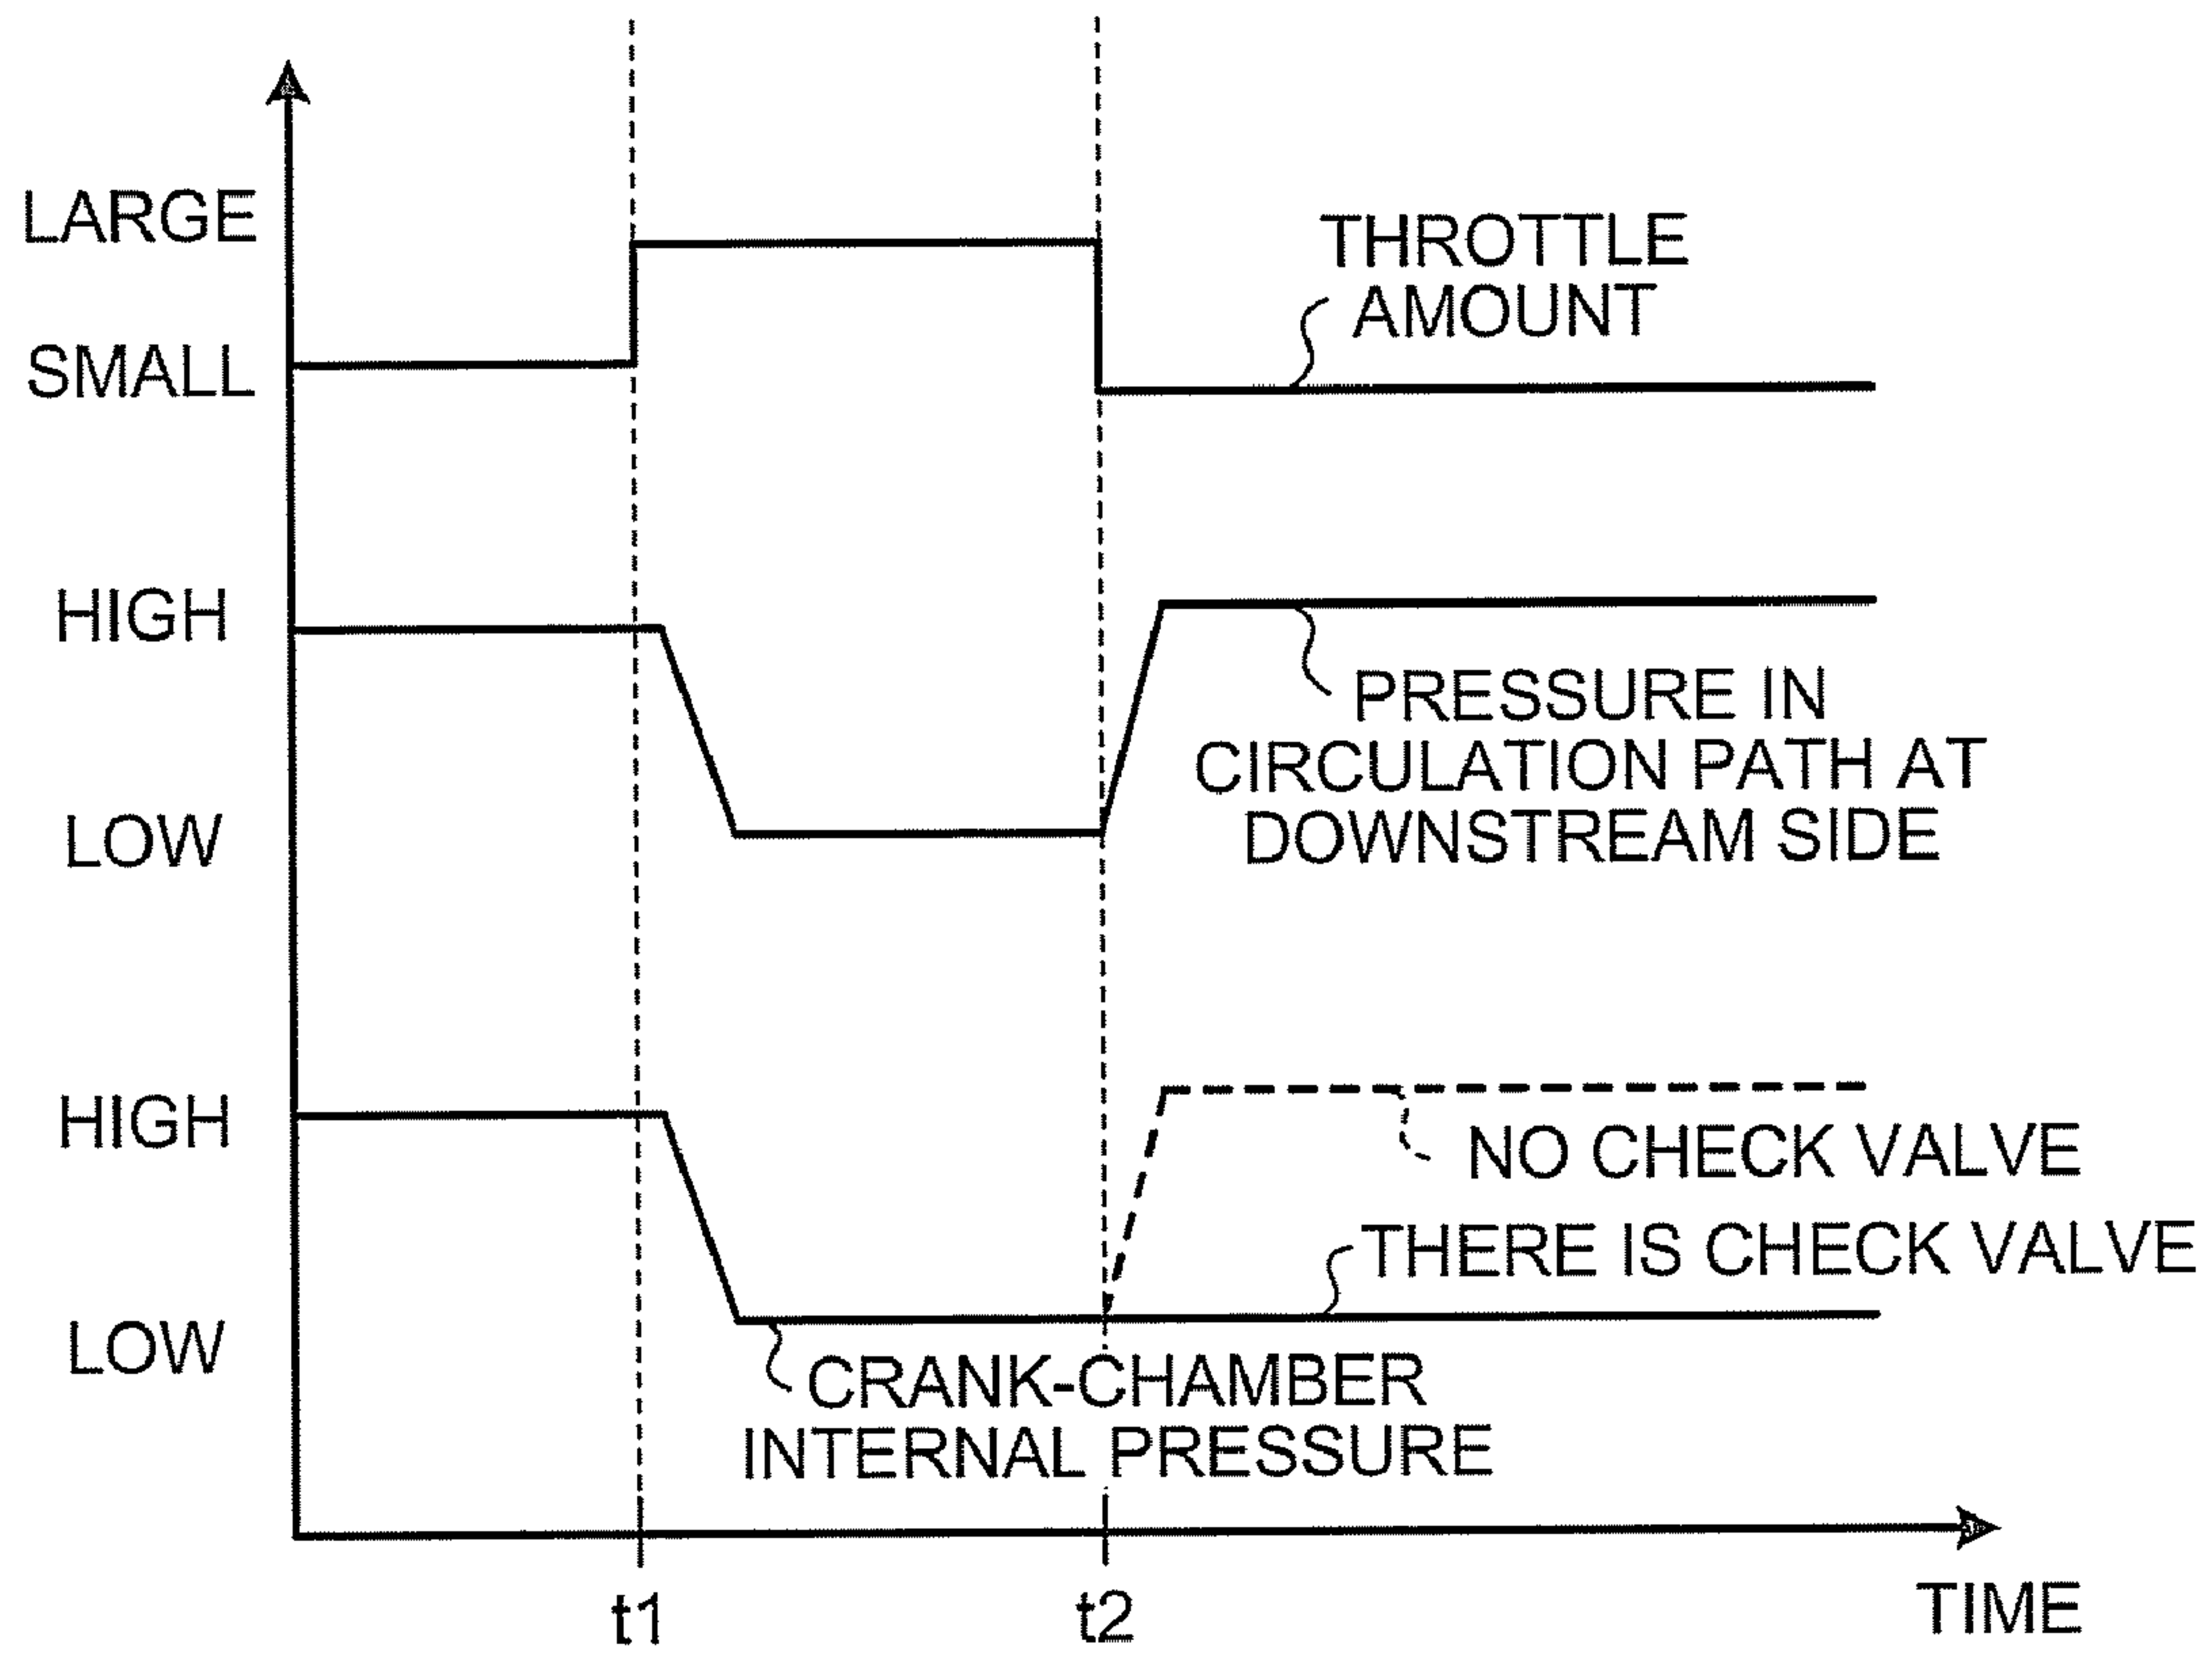 LARGE
THROTTLE
AMOUNT
SMALL
HIGH
PRESSURE IN
CIRCULATION PATH AT
DOWNSTREAM SIDE
LOW
HIGH
NO CHECK VALVE
THERE IS CHECK VALVE
LOW
CRANK-CHAMBER
INTERNAL PRESSURE
t1
t2
TIME